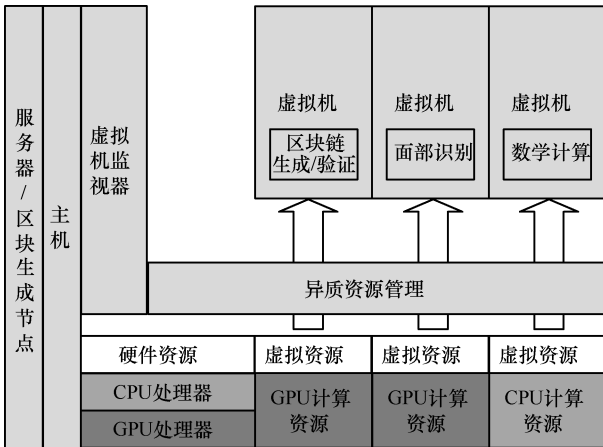 服务器/区块生成节点
主机
虚拟
机监
视器
虚拟机
区块链
生成/验证
虚拟机
面部识别
虚拟机
数学计算
异质资源管理
硬件资源
虚拟资源
虚拟资源
虚拟资源
CPU处理器
GPU处理器
GPU计算
资源
GPU计算
资源
CPU计算
资源